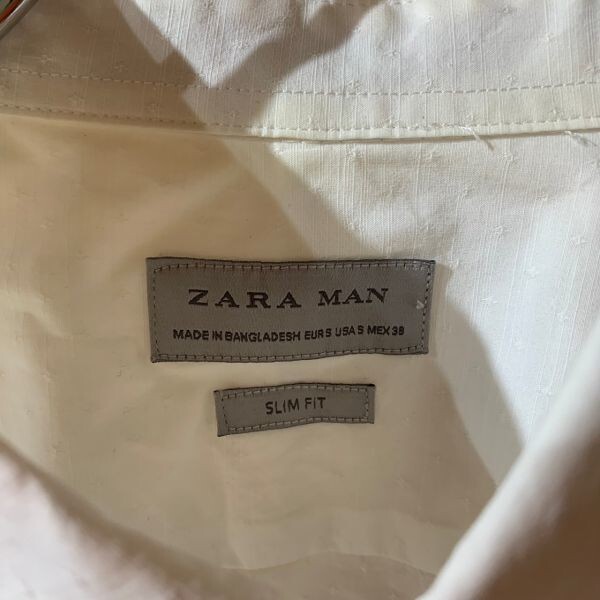 ZARA MAN
MADE IN BANGLADESH EUR S USA S MEX 38
SLIM FIT